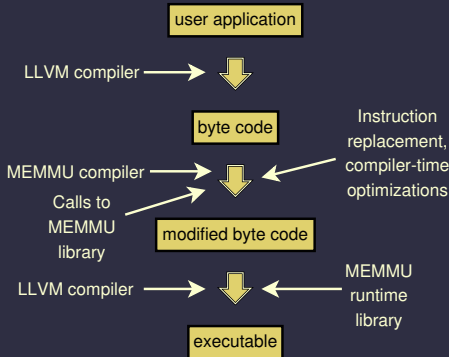 user application
LLVM compiler
byte code
Instruction
replacement,
compiler-time
optimizations
MEMMU compiler
Calls to
MEMMU
library
modified byte code
LLVM compiler
MEMMU
runtime
library
executable